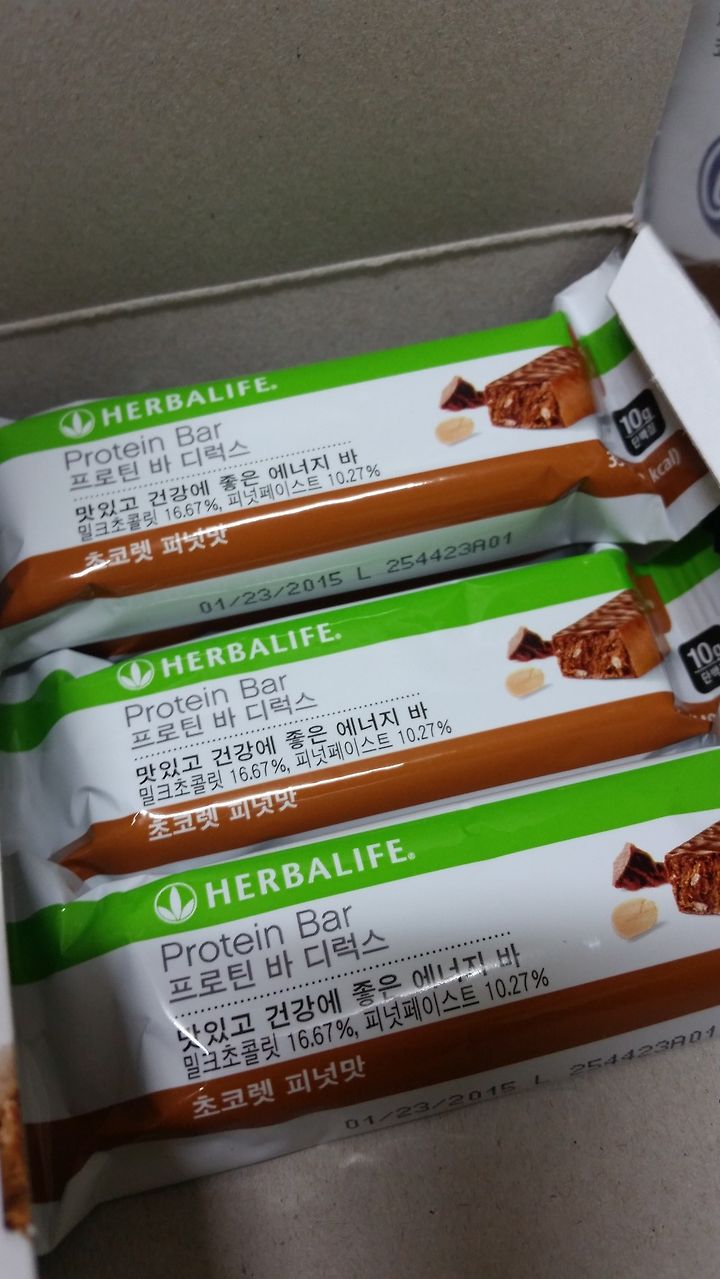 HERBALIFE.
Protein Bar
프로틴 바 디럭스
맛있고 건강에 좋은 에너지 바
밀크초콜릿 16.67%, 피넛페이스트 10.27%
초코렛 피넛맛
10g
단백질
kcal)
01/23/2015 L 254423A01
HERBALIFE.
Protein Bar
프로틴 바 디럭스
맛있고 건강에 좋은 에너지 바
밀크초콜릿 16.67%, 피넛페이스트 10.27%
초코렛 피넛맛
10g
HERBALIFE.
Protein Bar
프로틴 바 디럭스
맛있고 건강에 좋은 에너지 바
밀크초콜릿 16.67%, 피넛페이스트 10.27%
초코렛 피넛맛
01/23/2015 L 254423A01